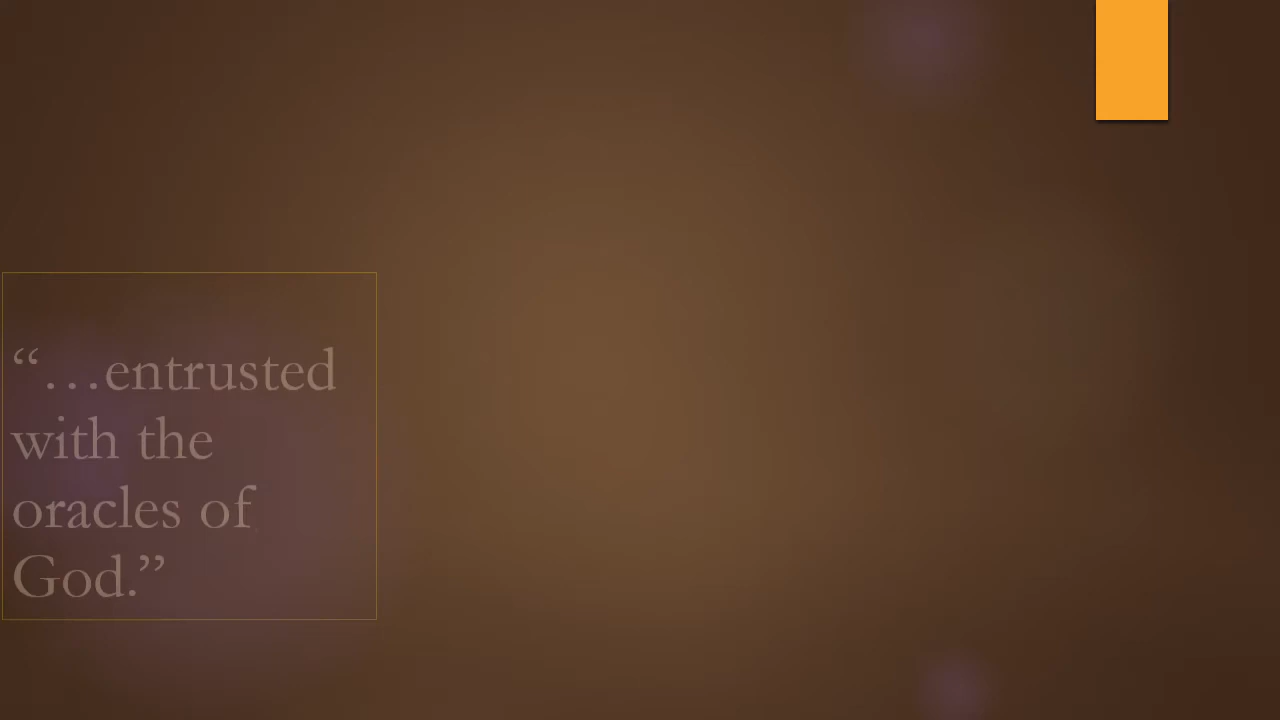 “…entrusted
with the
oracles of
God.”